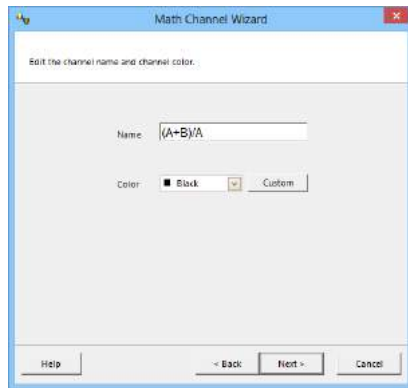 Math Channel Wizard
Edit the channel name and channel color.
Name (A+B)/A
Color Black Custom
Help < Back Next > Cancel